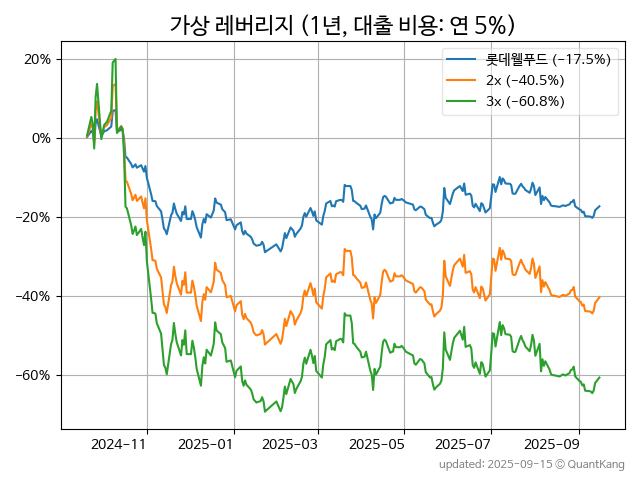 가상 레버리지 (1년, 대출 비용: 연 5%)
롯데웰푸드 (−17.5%)
2x (−40.5%)
3x (−60.8%)
20%
0%
−20%
−40%
−60%
2024−11 2025−01 2025−03 2025−05 2025−07 2025−09
updated: 2025-09-15 © QuantKang